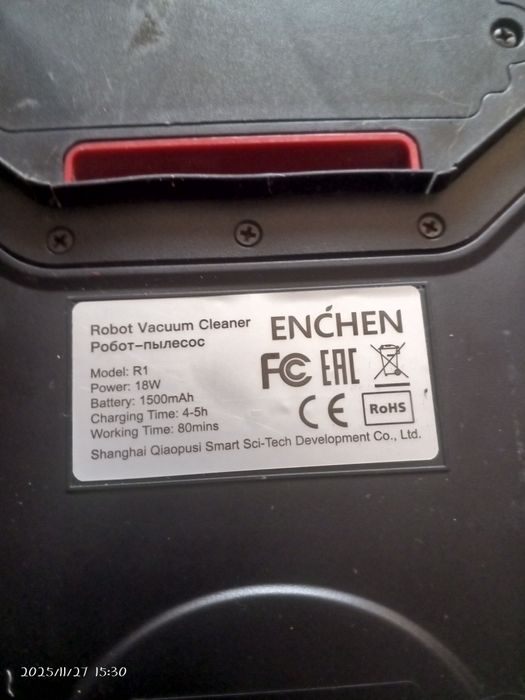 Robot Vacuum Cleaner
Робот-пылесос
ENCHEN
Model: R1
Power: 18W
Battery: 1500mAh
Charging Time: 4-5h
Working Time: 80mins
FC EAC
CE RoHS
Shanghai Qiaopusi Smart Sci-Tech Development Co., Ltd.
2025/11/27 15:30